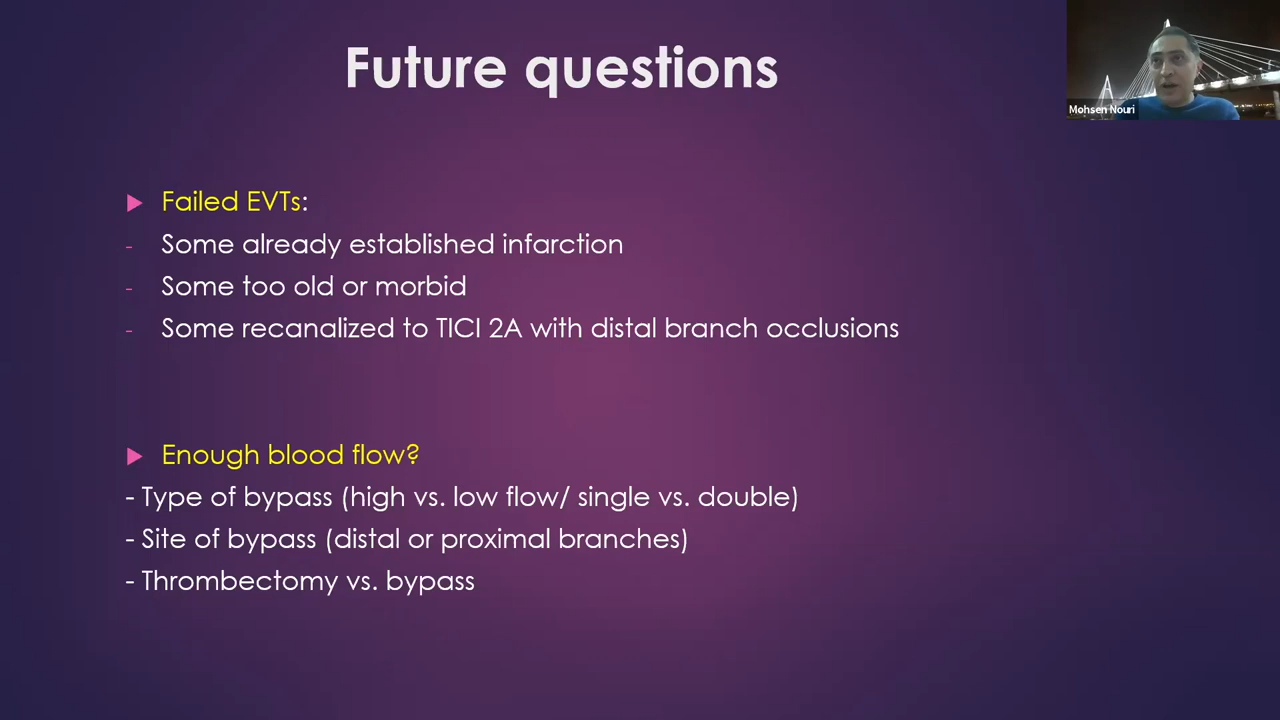 Future questions
Mohsen Nouri
Failed EVTs:
- Some already established infarction
- Some too old or morbid
- Some recanalized to TICI 2A with distal branch occlusions
Enough blood flow?
- Type of bypass (high vs. low flow/ single vs. double)
- Site of bypass (distal or proximal branches)
- Thrombectomy vs. bypass